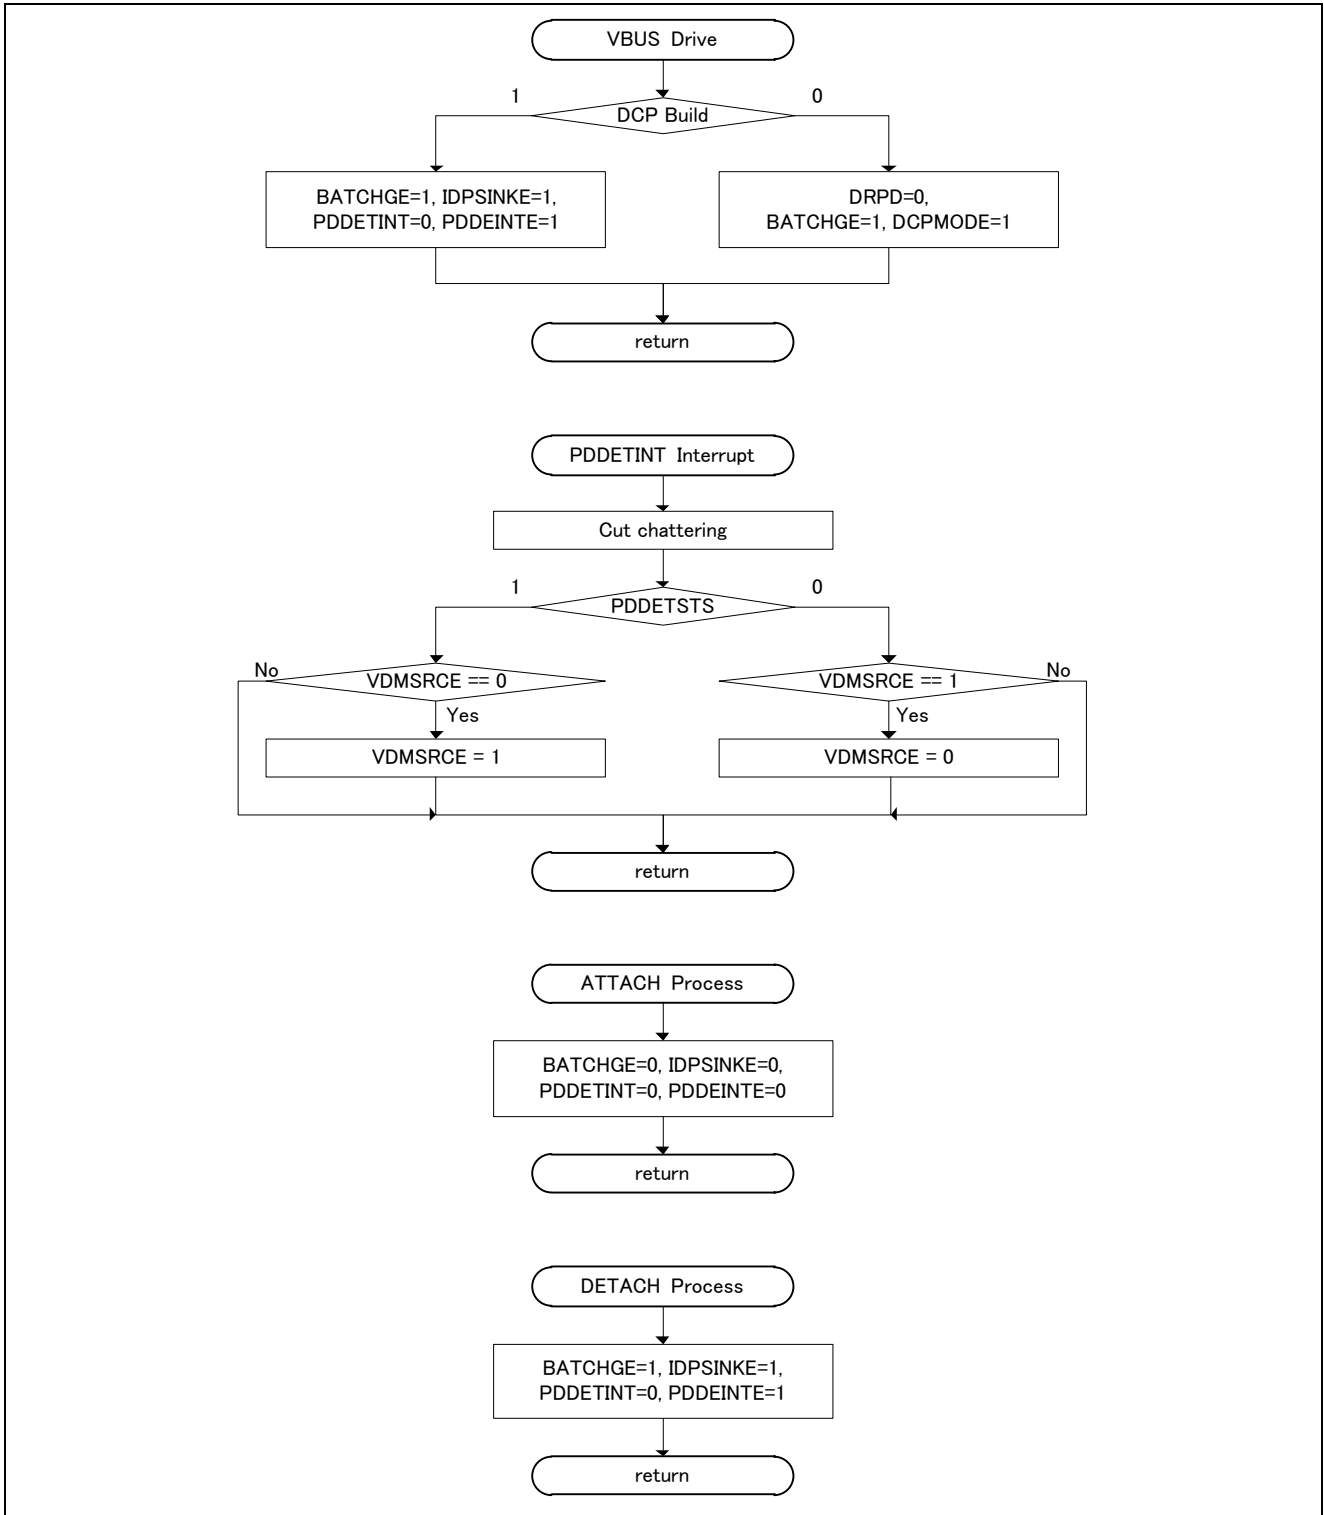 VBUS Drive
1
0
DCP Build
BATCHGE=1, IDPSINKE=1,
PDDETINT=0, PDDEINTE=1
DRPD=0,
BATCHGE=1, DCPMODE=1
return
PDDETINT Interrupt
Cut chattering
1
0
PDDETSTS
No
VDMSRCE == 0
VDMSRCE == 1
No
Yes
Yes
VDMSRCE = 1
VDMSRCE = 0
return
ATTACH Process
BATCHGE=0, IDPSINKE=0,
PDDETINT=0, PDDEINTE=0
return
DETACH Process
BATCHGE=1, IDPSINKE=1,
PDDETINT=0, PDDEINTE=1
return